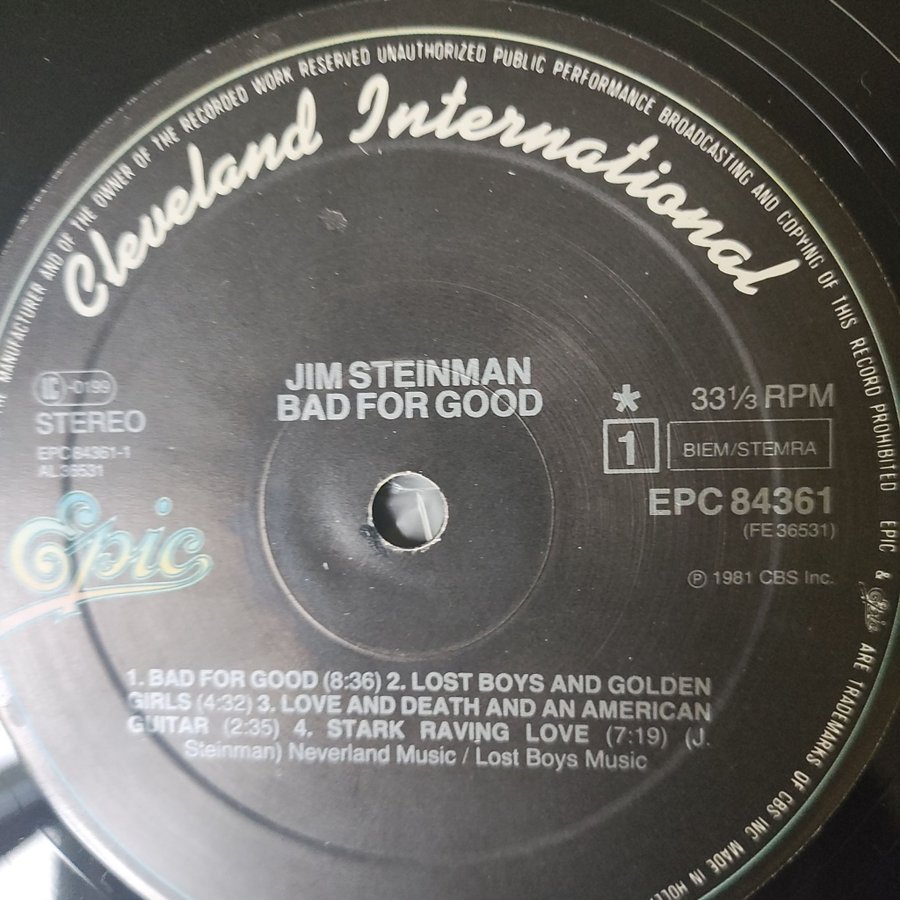 THE MANUFACTURER AND OF THE OWNER OF THE RECORDED WORK RESERVED UNAUTHORIZED PUBLIC PERFORMANCE BROADCASTING AND COPYING OF THIS RECORD PROHIBITED EPIC & Epic ARE TRADEMARKS OF CBS INC MADE IN
Cleveland International
JIM STEINMAN
BAD FOR GOOD
-0199
STEREO
EPC 84361-1
AL 36531
Epic
* 33⅓ RPM
1 BIEM/STEMRA
EPC 84361
(FE 36531)
℗ 1981 CBS Inc.
1. BAD FOR GOOD (8:36) 2. LOST BOYS AND GOLDEN
GIRLS (4:32) 3. LOVE AND DEATH AND AN AMERICAN
GUITAR (2:35) 4. STARK RAVING LOVE (7:19) (J.
Steinman) Neverland Music / Lost Boys Music